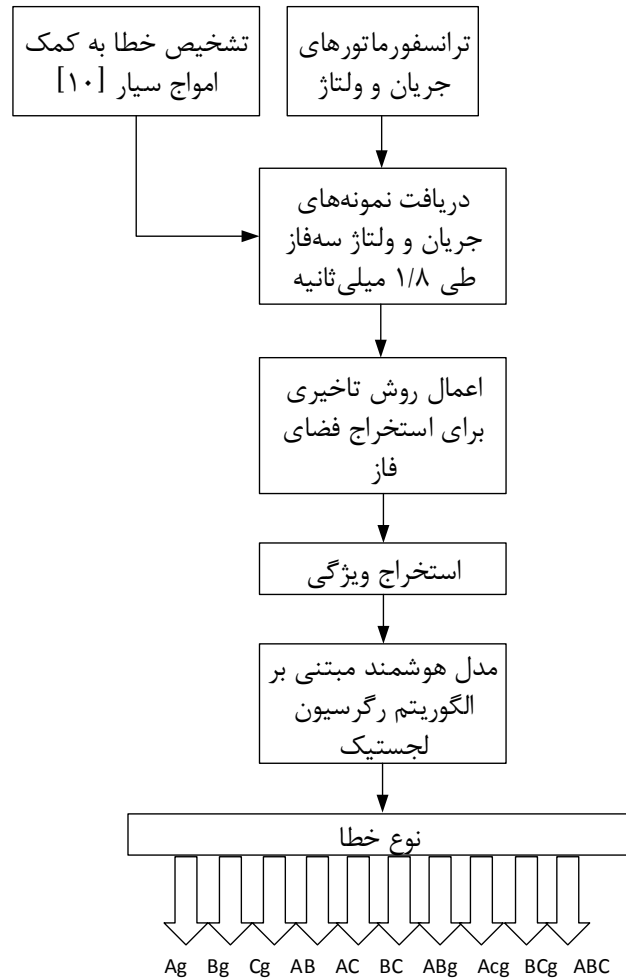 تشخیص خطا به کمک
امواج سیار [۱۰]
ترانسفورماتورهای
جریان و ولتاژ
دریافت نمونه‌های
جریان و ولتاژ سه‌فاز
طی ۱/۸ میلی‌ثانیه
اعمال روش تاخیری
برای استخراج فضای
فاز
استخراج ویژگی
مدل هوشمند مبتنی بر
الگوریتم رگرسیون
لجستیک
نوع خطا
Ag Bg Cg AB AC BC ABg Acg BCg ABC